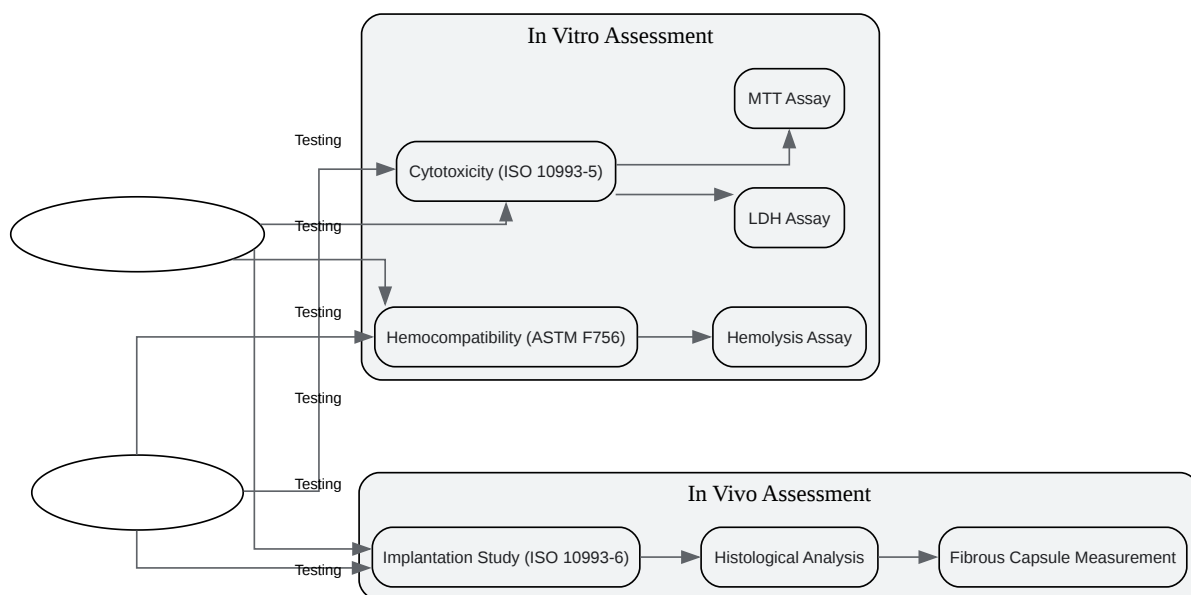 In Vitro Assessment
MTT Assay
Testing
Cytotoxicity (ISO 10993-5)
Testing
LDH Assay
Testing
Hemocompatibility (ASTM F756)
Hemolysis Assay
Testing
Testing
In Vivo Assessment
Implantation Study (ISO 10993-6)
Histological Analysis
Fibrous Capsule Measurement
Testing